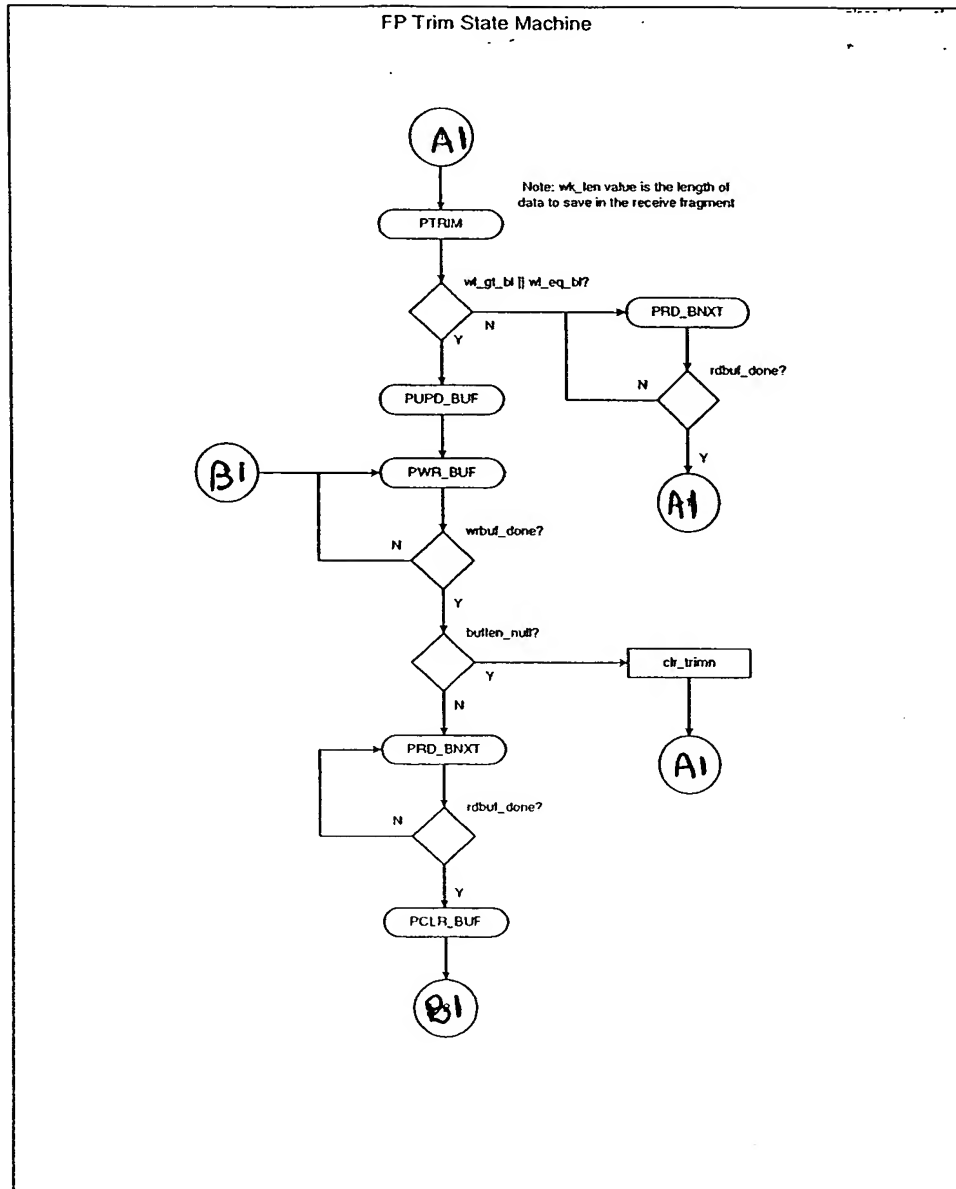 FP Trim State Machine
A1
Note: wk_len value is the length of
data to save in the receive fragment
PTRIM
wl_gt_bl || wl_eq_bl?
N
PRD_BNXT
Y
rdbuf_done?
N
PUPD_BUF
Y
B1
PWR_BUF
A1
wrbuf_done?
N
Y
buflen_null?
Y
clr_trimn
N
PRD_BNXT
A1
rdbuf_done?
N
Y
PCLR_BUF
B1